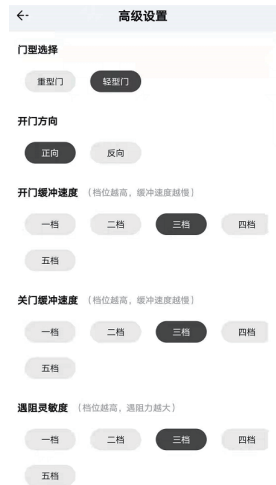 高级设置
门型选择
重型门 轻型门
开门方向
正向 反向
开门缓冲速度 (档位越高，缓冲速度越慢)
一档 二档 三档 四档
五档
关门缓冲速度 (档位越高，缓冲速度越慢)
一档 二档 三档 四档
五档
遇阻灵敏度 (档位越高，遇阻力越大)
一档 二档 三档 四档
五档